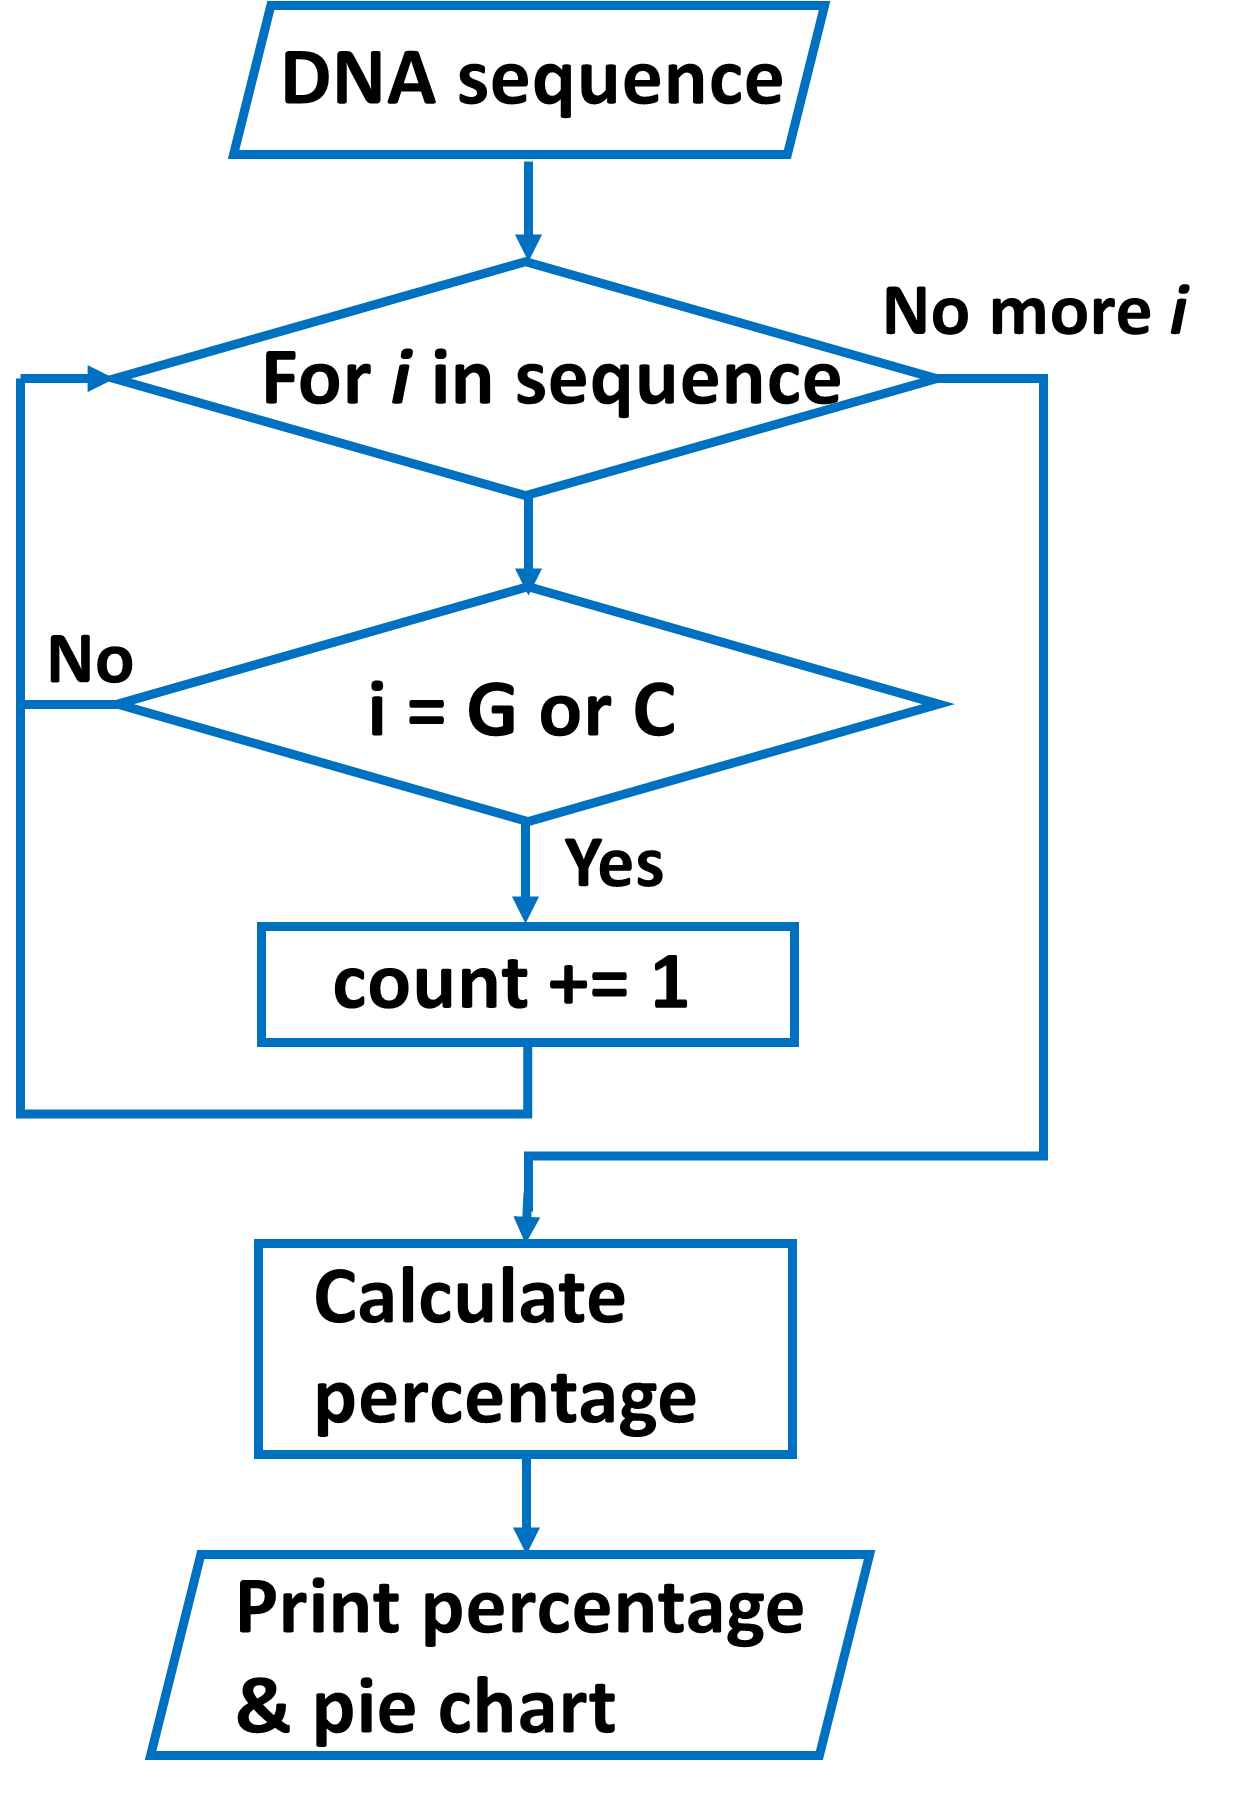 DNA sequence
No more i
For i in sequence
No
i = G or C
Yes
count += 1
Calculate
percentage
Print percentage
& pie chart